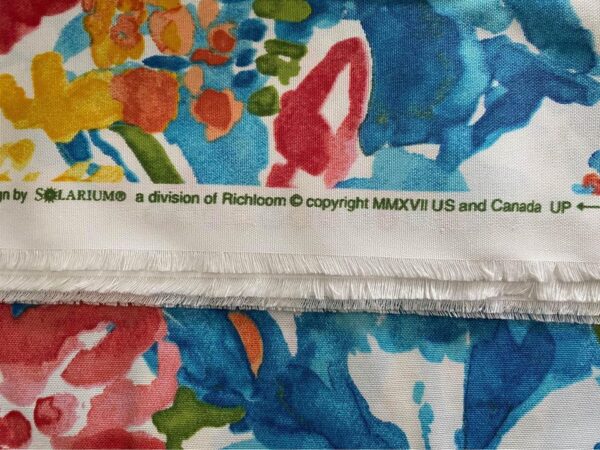 gn by SOLARIUM® a division of Richloom © copyright MMXVII US and Canada UP ←